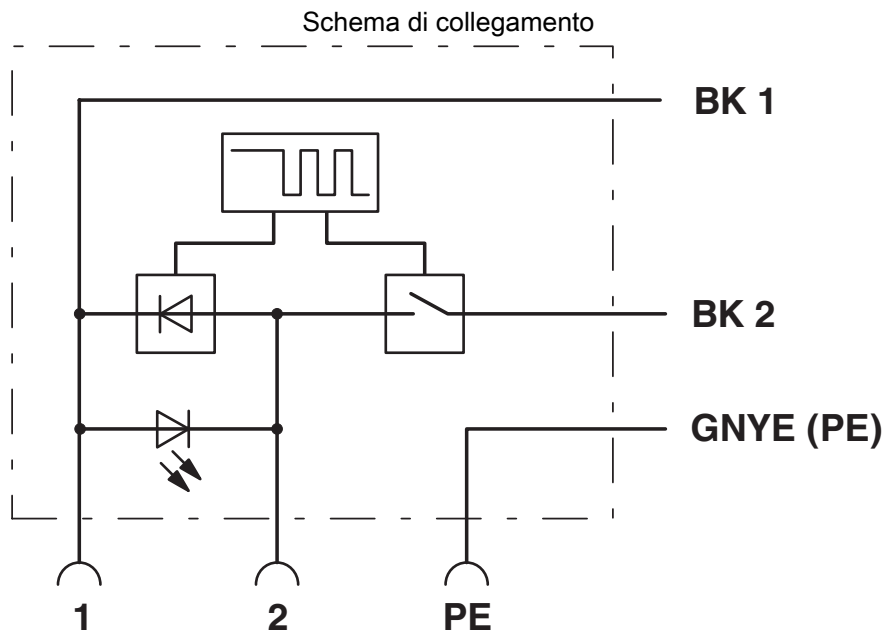 Schema di collegamento
BK 1
BK 2
GNYE (PE)
1 2 PE